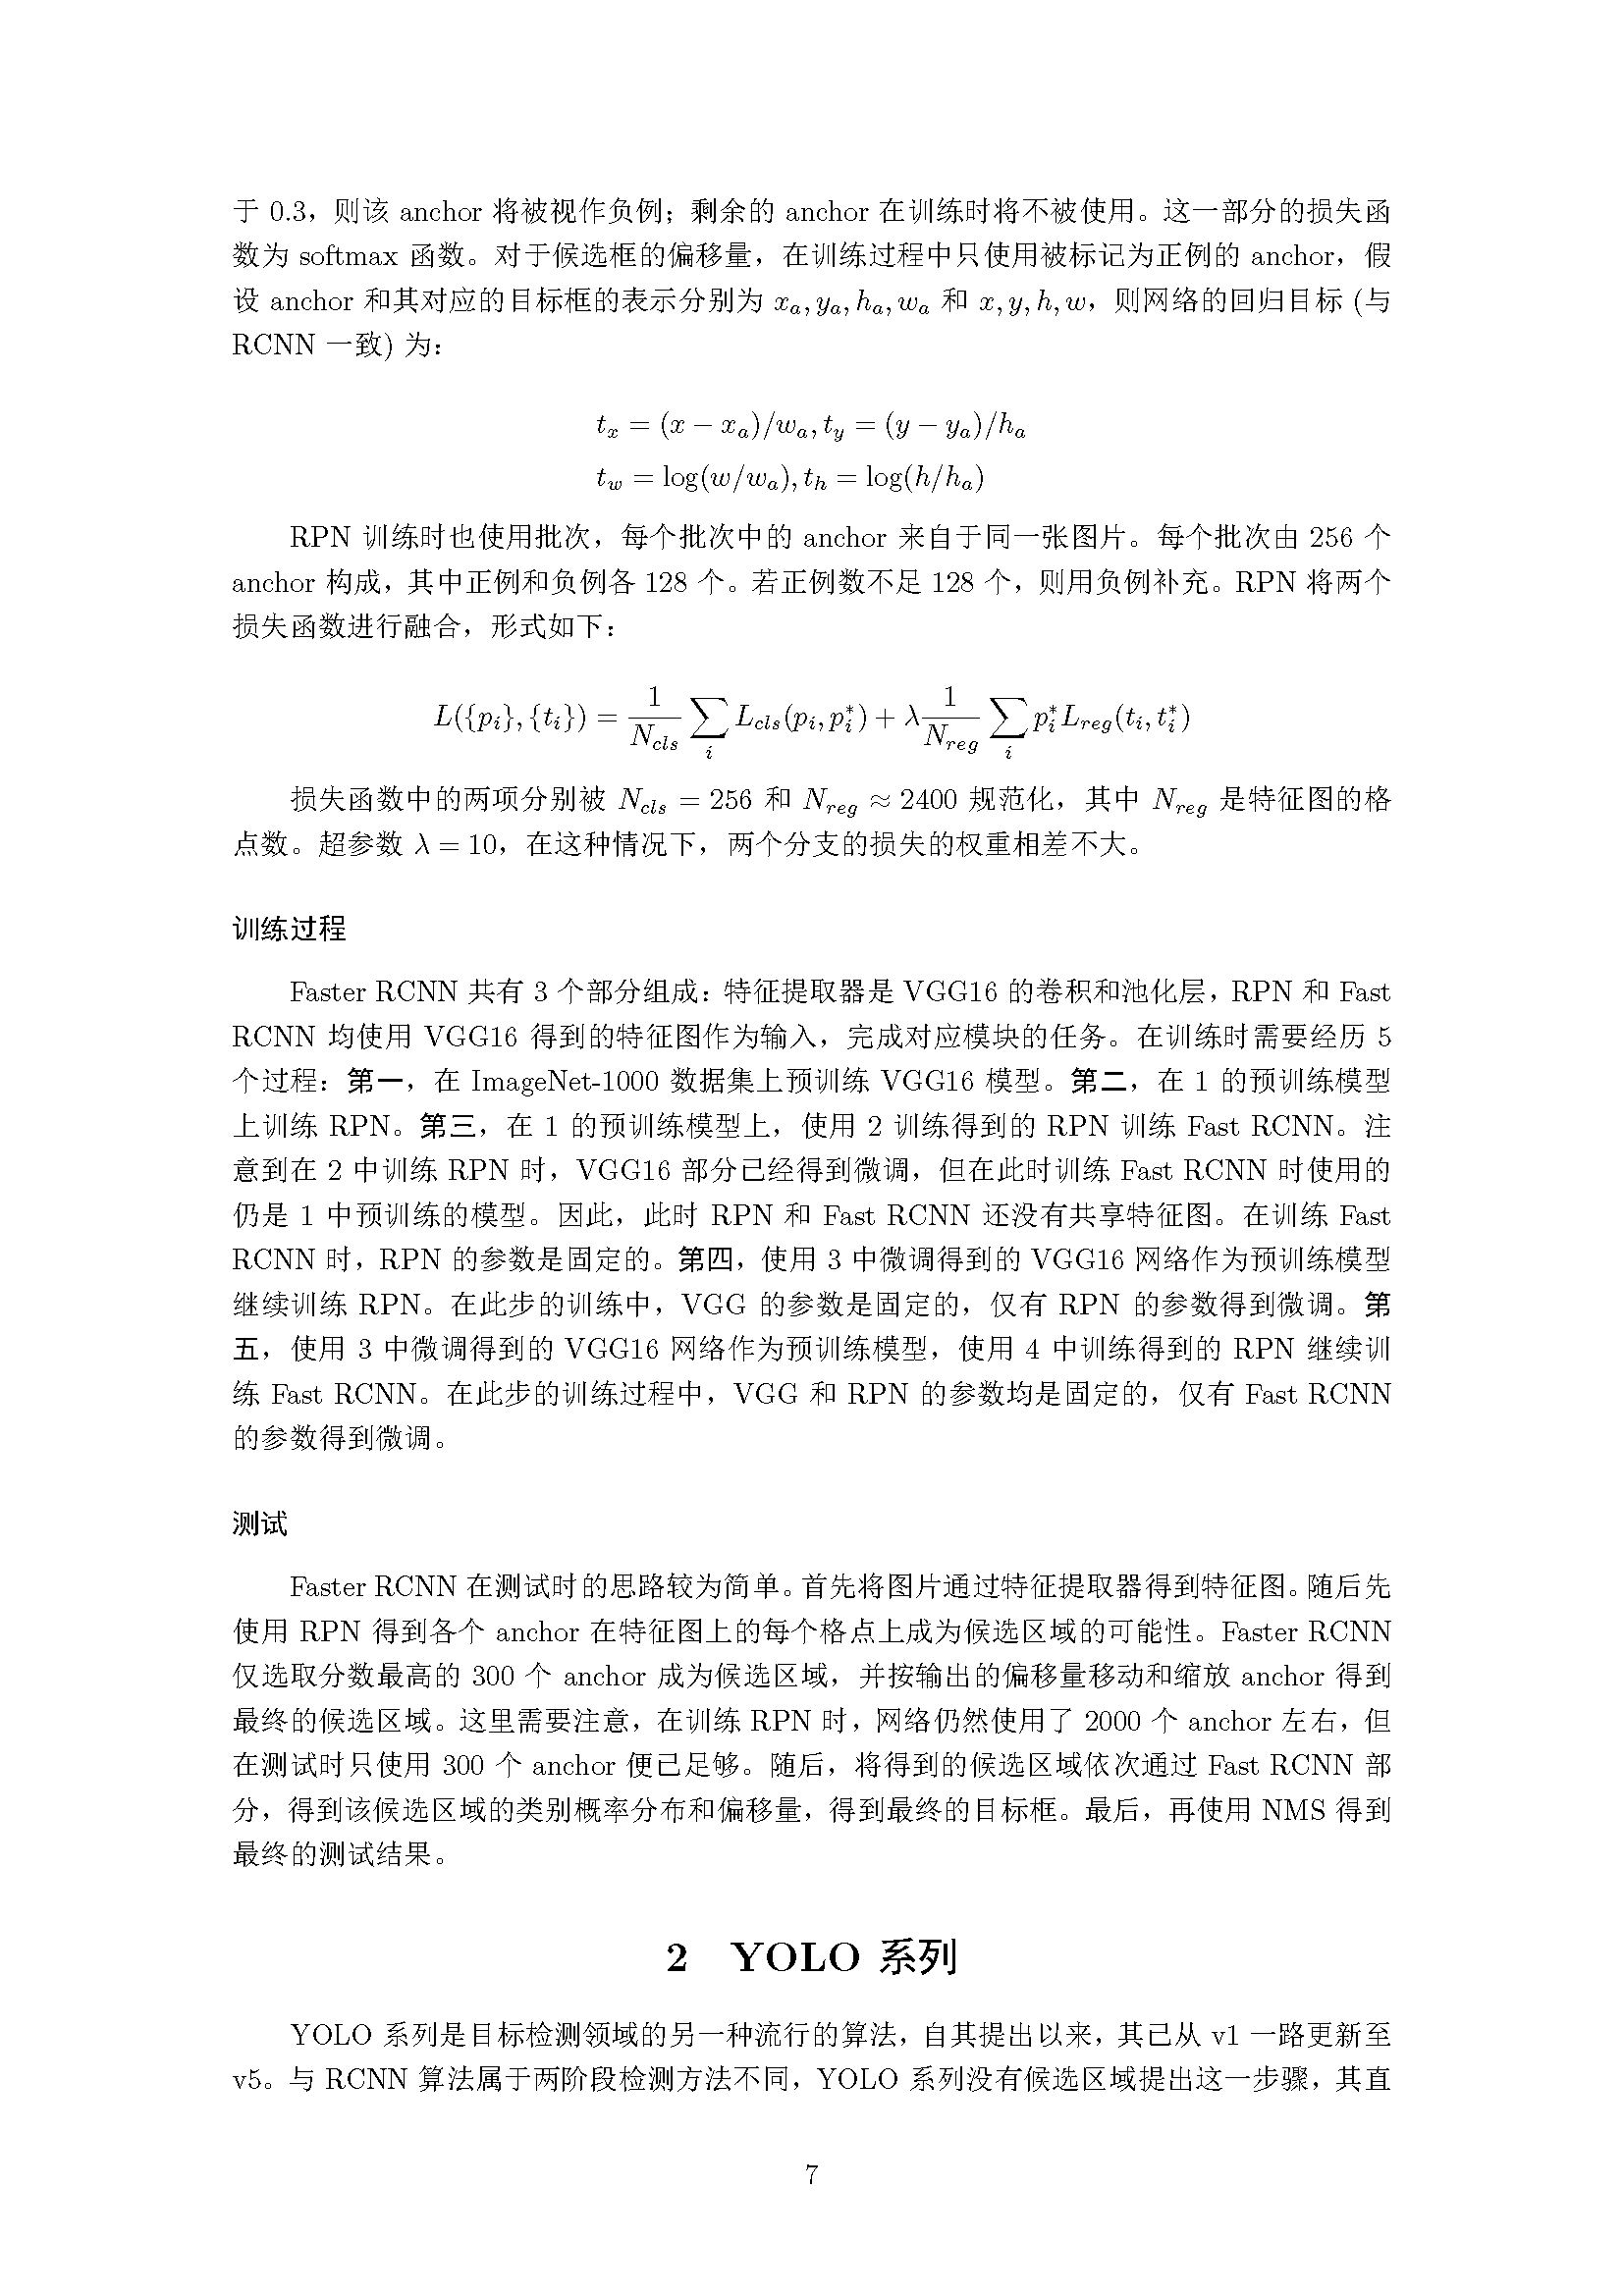 于 0.3，则该 anchor 将被视作负例；剩余的 anchor 在训练时将不被使用。这一部分的损失函
数为 softmax 函数。对于候选框的偏移量，在训练过程中只使用被标记为正例的 anchor，假
设 anchor 和其对应的目标框的表示分别为 $x_a, y_a, h_a, w_a$ 和 $x, y, h, w$，则网络的回归目标 (与
RCNN 一致) 为：
$t_x = (x - x_a)/w_a, t_y = (y - y_a)/h_a$
$t_w = \log(w/w_a), t_h = \log(h/h_a)$
RPN 训练时也使用批次，每个批次中的 anchor 来自于同一张图片。每个批次由 256 个
anchor 构成，其中正例和负例各 128 个。若正例数不足 128 个，则用负例补充。RPN 将两个
损失函数进行融合，形式如下：
$L(\{p_i\}, \{t_i\}) = \frac{1}{N_{cls}} \sum_i L_{cls}(p_i, p_i^*) + \lambda \frac{1}{N_{reg}} \sum_i p_i^* L_{reg}(t_i, t_i^*)$
损失函数中的两项分别被 $N_{cls} = 256$ 和 $N_{reg} \approx 2400$ 规范化，其中 $N_{reg}$ 是特征图的格
点数。超参数 $\lambda = 10$，在这种情况下，两个分支的损失的权重相差不大。
训练过程
Faster RCNN 共有 3 个部分组成：特征提取器是 VGG16 的卷积和池化层，RPN 和 Fast
RCNN 均使用 VGG16 得到的特征图作为输入，完成对应模块的任务。在训练时需要经历 5
个过程：第一，在 ImageNet-1000 数据集上预训练 VGG16 模型。第二，在 1 的预训练模型
上训练 RPN。第三，在 1 的预训练模型上，使用 2 训练得到的 RPN 训练 Fast RCNN。注
意到在 2 中训练 RPN 时，VGG16 部分已经得到微调，但在此时训练 Fast RCNN 时使用的
仍是 1 中预训练的模型。因此，此时 RPN 和 Fast RCNN 还没有共享特征图。在训练 Fast
RCNN 时，RPN 的参数是固定的。第四，使用 3 中微调得到的 VGG16 网络作为预训练模型
继续训练 RPN。在此步的训练中，VGG 的参数是固定的，仅有 RPN 的参数得到微调。第
五，使用 3 中微调得到的 VGG16 网络作为预训练模型，使用 4 中训练得到的 RPN 继续训
练 Fast RCNN。在此步的训练过程中，VGG 和 RPN 的参数均是固定的，仅有 Fast RCNN
的参数得到微调。
测试
Faster RCNN 在测试时的思路较为简单。首先将图片通过特征提取器得到特征图。随后先
使用 RPN 得到各个 anchor 在特征图上的每个格点上成为候选区域的可能性。Faster RCNN
仅选取分数最高的 300 个 anchor 成为候选区域，并按输出的偏移量移动和缩放 anchor 得到
最终的候选区域。这里需要注意，在训练 RPN 时，网络仍然使用了 2000 个 anchor 左右，但
在测试时只使用 300 个 anchor 便已足够。随后，将得到的候选区域依次通过 Fast RCNN 部
分，得到该候选区域的类别概率分布和偏移量，得到最终的目标框。最后，再使用 NMS 得到
最终的测试结果。
2 YOLO 系列
YOLO 系列是目标检测领域的另一种流行的算法，自其提出以来，其已从 v1 一路更新至
v5。与 RCNN 算法属于两阶段检测方法不同，YOLO 系列没有候选区域提出这一步骤，其直
7